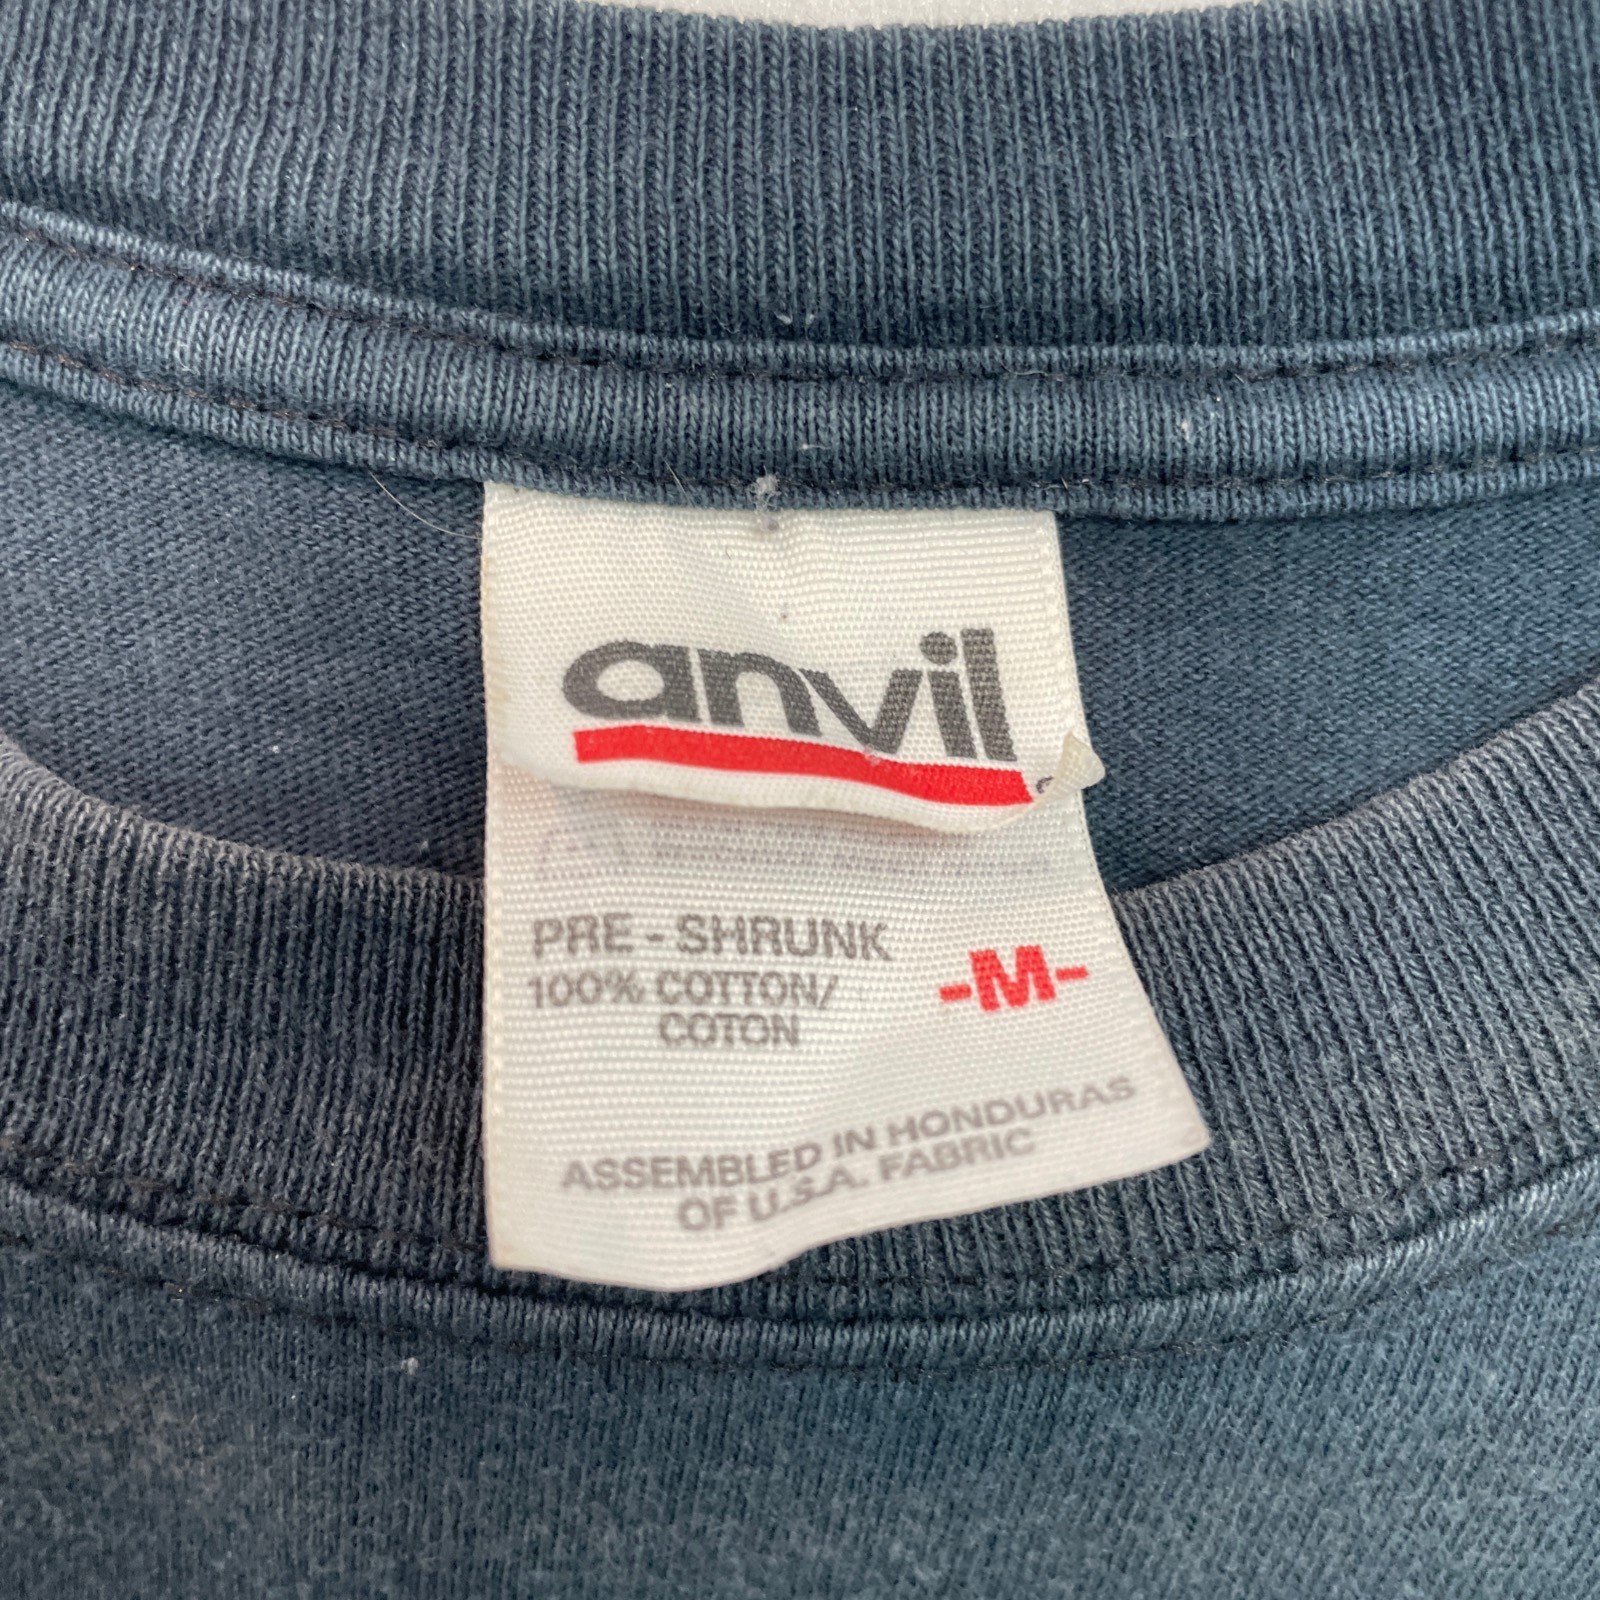 anvil
PRE - SHRUNK
100% COTTON/
COTON
-M-
ASSEMBLED IN HONDURAS
OF U.S.A. FABRIC